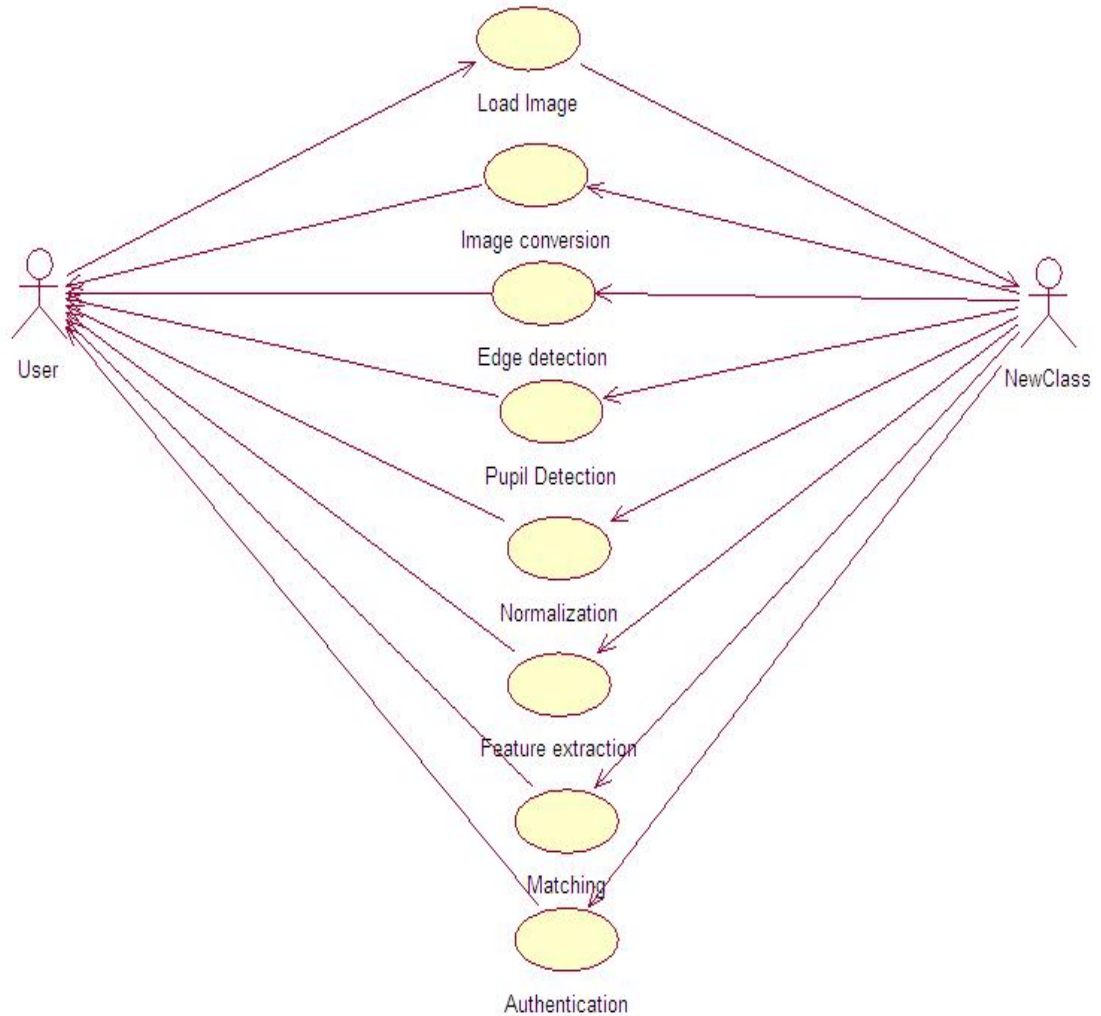 Load Image
Image conversion
Edge detection
User
NewClass
Pupil Detection
Normalization
Feature extraction
Matching
Authentication